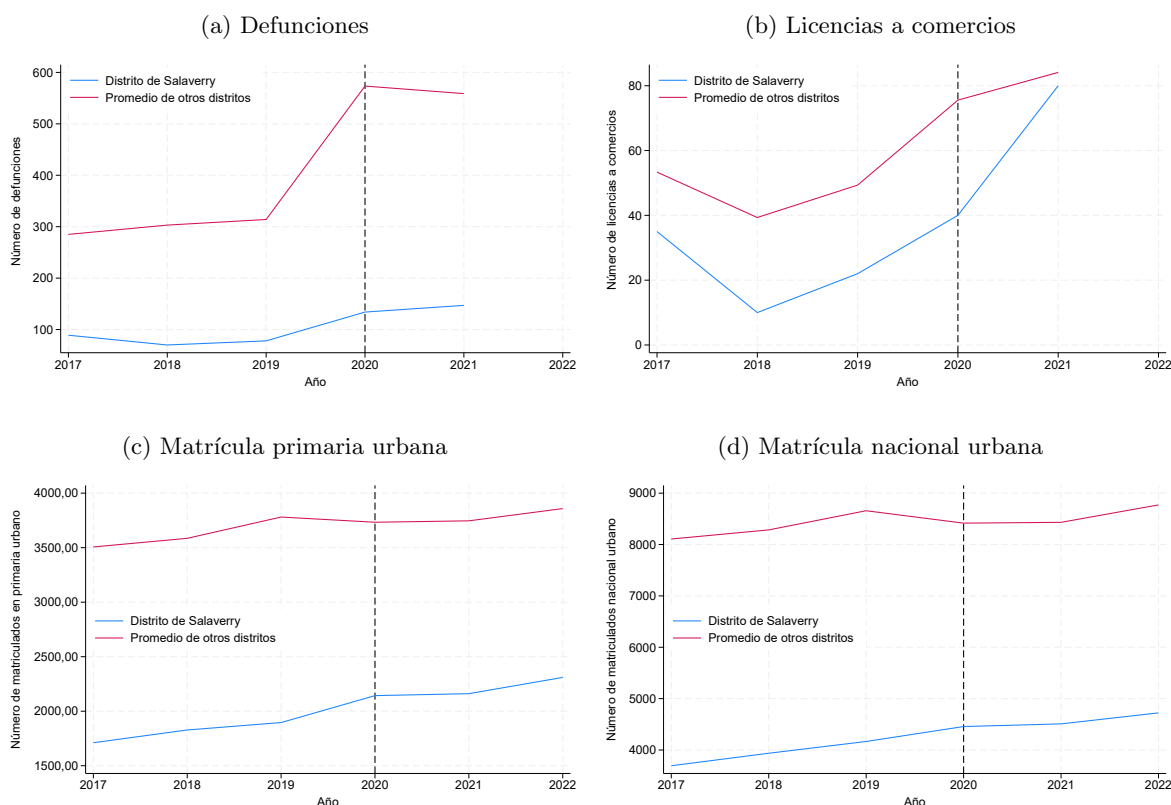 (a) Defunciones
Número de defunciones
600
500
400
300
200
100
Distrito de Salaverry
Promedio de otros distritos
2017 2018 2019 2020 2021 2022
Año
(b) Licencias a comercios
Número de licencias a comercios
80
60
40
20
0
Distrito de Salaverry
Promedio de otros distritos
2017 2018 2019 2020 2021 2022
Año
(c) Matrícula primaria urbana
Número de matriculados en primaria urbano
4000,00
3500,00
3000,00
2500,00
2000,00
1500,00
Distrito de Salaverry
Promedio de otros distritos
2017 2018 2019 2020 2021 2022
Año
(d) Matrícula nacional urbana
Número de matriculados nacional urbano
9000
8000
7000
6000
5000
4000
Distrito de Salaverry
Promedio de otros distritos
2017 2018 2019 2020 2021 2022
Año